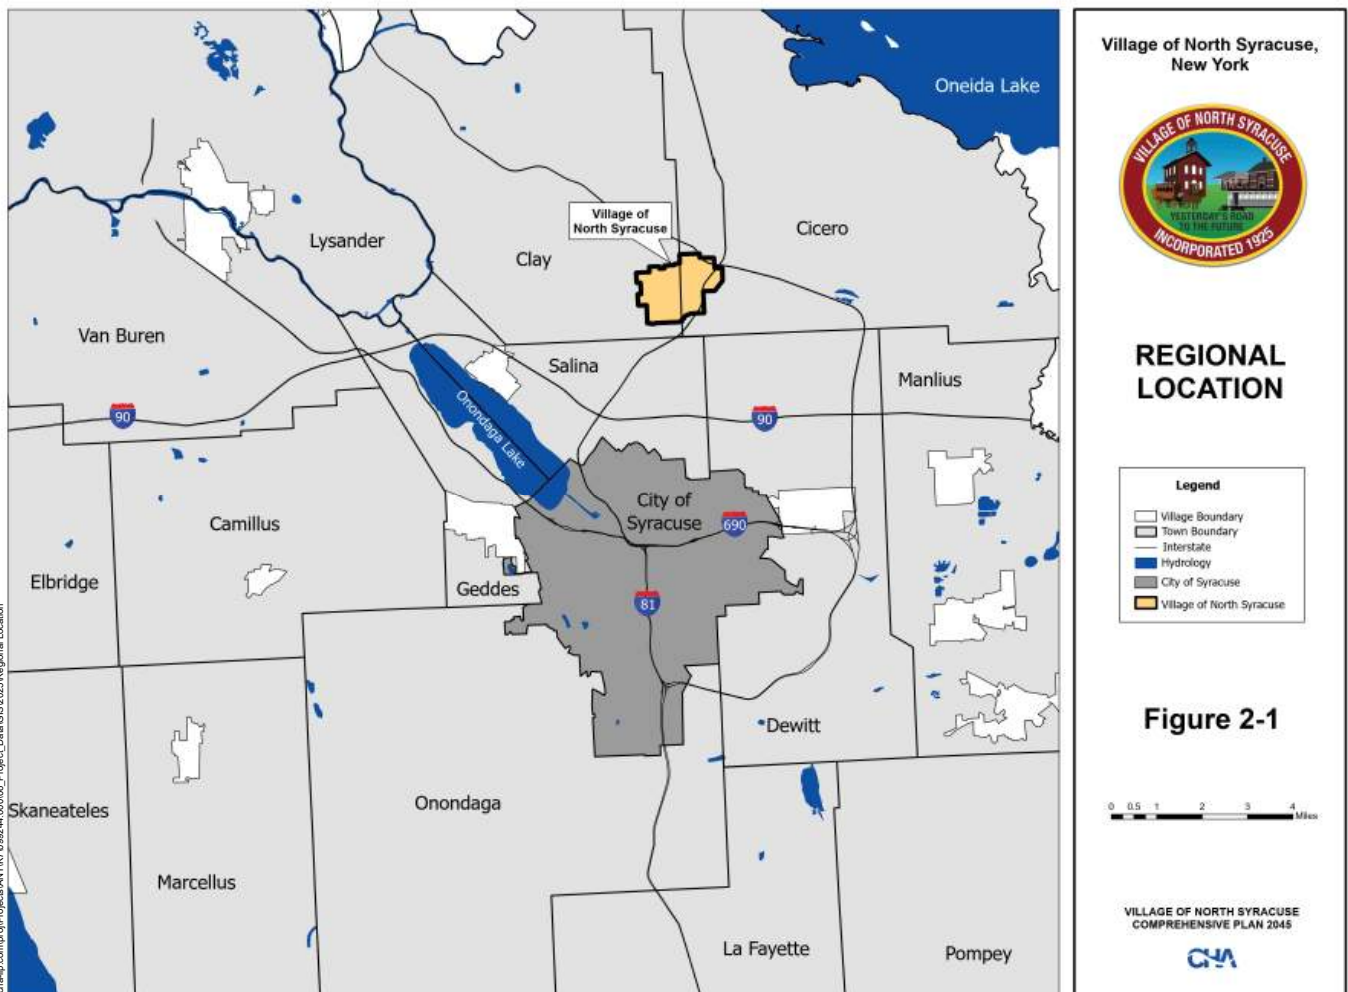 Oneida Lake
Village of
North Syracuse
Cicero
Lysander
Clay
Van Buren
Salina
Manlius
90
90
Onondaga Lake
City of
Syracuse
690
Camillus
Elbridge
Geddes
81
Dewitt
Skaneateles
Onondaga
Marcellus
La Fayette
Pompey
Village of North Syracuse,
New York
VILLAGE OF NORTH SYRACUSE
YESTERDAY'S ROAD
TO THE FUTURE
INCORPORATED 1925
REGIONAL
LOCATION
Legend
Village Boundary
Town Boundary
Interstate
Hydrology
City of Syracuse
Village of North Syracuse
Figure 2-1
0 0.5 1 2 3 4
Miles
VILLAGE OF NORTH SYRACUSE
COMPREHENSIVE PLAN 2045
CHA